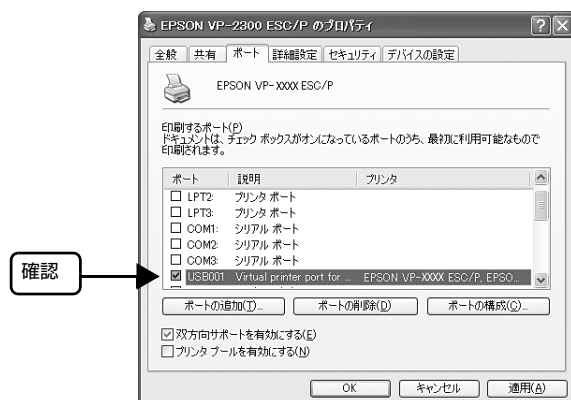 EPSON VP-2300 ESC/P のプロパティ
全般 共有 ポート 詳細設定 セキュリティ デバイスの設定
EPSON VP-XXXX ESC/P
印刷するポート(P)
ドキュメントは、チェック ボックスがオンになっているポートのうち、最初に利用可能なもので
印刷されます。
ポート 説明 プリンタ
LPT2: プリンタ ポート
LPT3: プリンタ ポート
COM1: シリアル ポート
COM2: シリアル ポート
COM3: シリアル ポート
確認
USB001 Virtual printer port for ... EPSON VP-XXXX ESC/P, EPSO...
ポートの追加(T)... ポートの削除(D) ポートの構成(C)...
双方向サポートを有効にする(E)
プリンタ プールを有効にする(N)
OK キャンセル 適用(A)